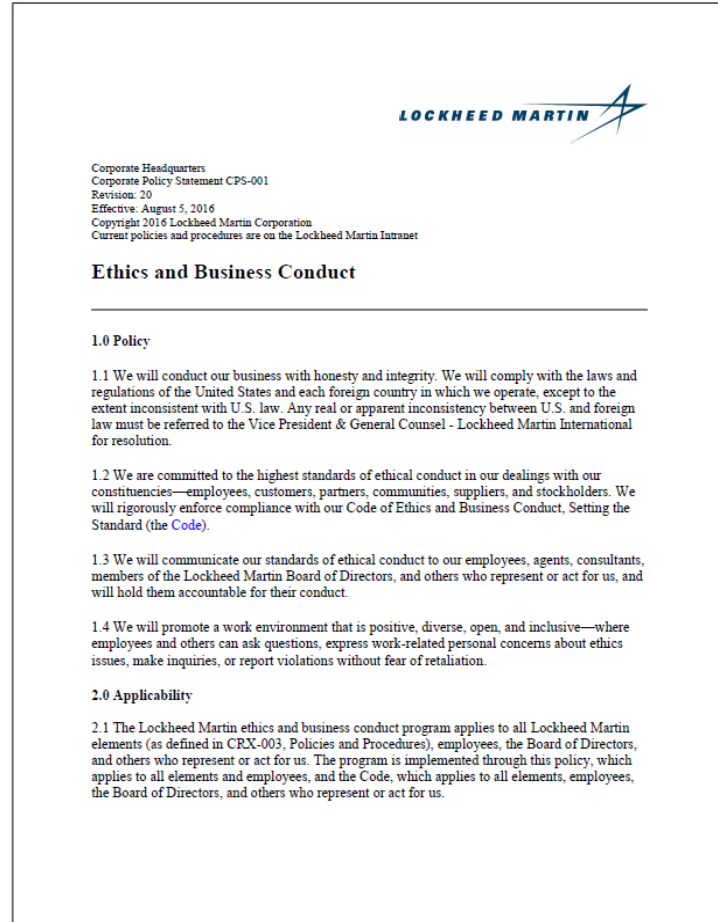 LOCKHEED MARTIN
Corporate Headquarters
Corporate Policy Statement CPS-001
Revision: 20
Effective: August 5, 2016
Copyright 2016 Lockheed Martin Corporation
Current policies and procedures are on the Lockheed Martin Intranet
Ethics and Business Conduct
1.0 Policy
1.1 We will conduct our business with honesty and integrity. We will comply with the laws and
regulations of the United States and each foreign country in which we operate, except to the
extent inconsistent with U.S. law. Any real or apparent inconsistency between U.S. and foreign
law must be referred to the Vice President & General Counsel - Lockheed Martin International
for resolution.
1.2 We are committed to the highest standards of ethical conduct in our dealings with our
constituencies—employees, customers, partners, communities, suppliers, and stockholders. We
will rigorously enforce compliance with our Code of Ethics and Business Conduct, Setting the
Standard (the Code).
1.3 We will communicate our standards of ethical conduct to our employees, agents, consultants,
members of the Lockheed Martin Board of Directors, and others who represent or act for us, and
will hold them accountable for their conduct.
1.4 We will promote a work environment that is positive, diverse, open, and inclusive—where
employees and others can ask questions, express work-related personal concerns about ethics
issues, make inquiries, or report violations without fear of retaliation.
2.0 Applicability
2.1 The Lockheed Martin ethics and business conduct program applies to all Lockheed Martin
elements (as defined in CRX-003, Policies and Procedures), employees, the Board of Directors,
and others who represent or act for us. The program is implemented through this policy, which
applies to all elements and employees, and the Code, which applies to all elements, employees,
the Board of Directors, and others who represent or act for us.